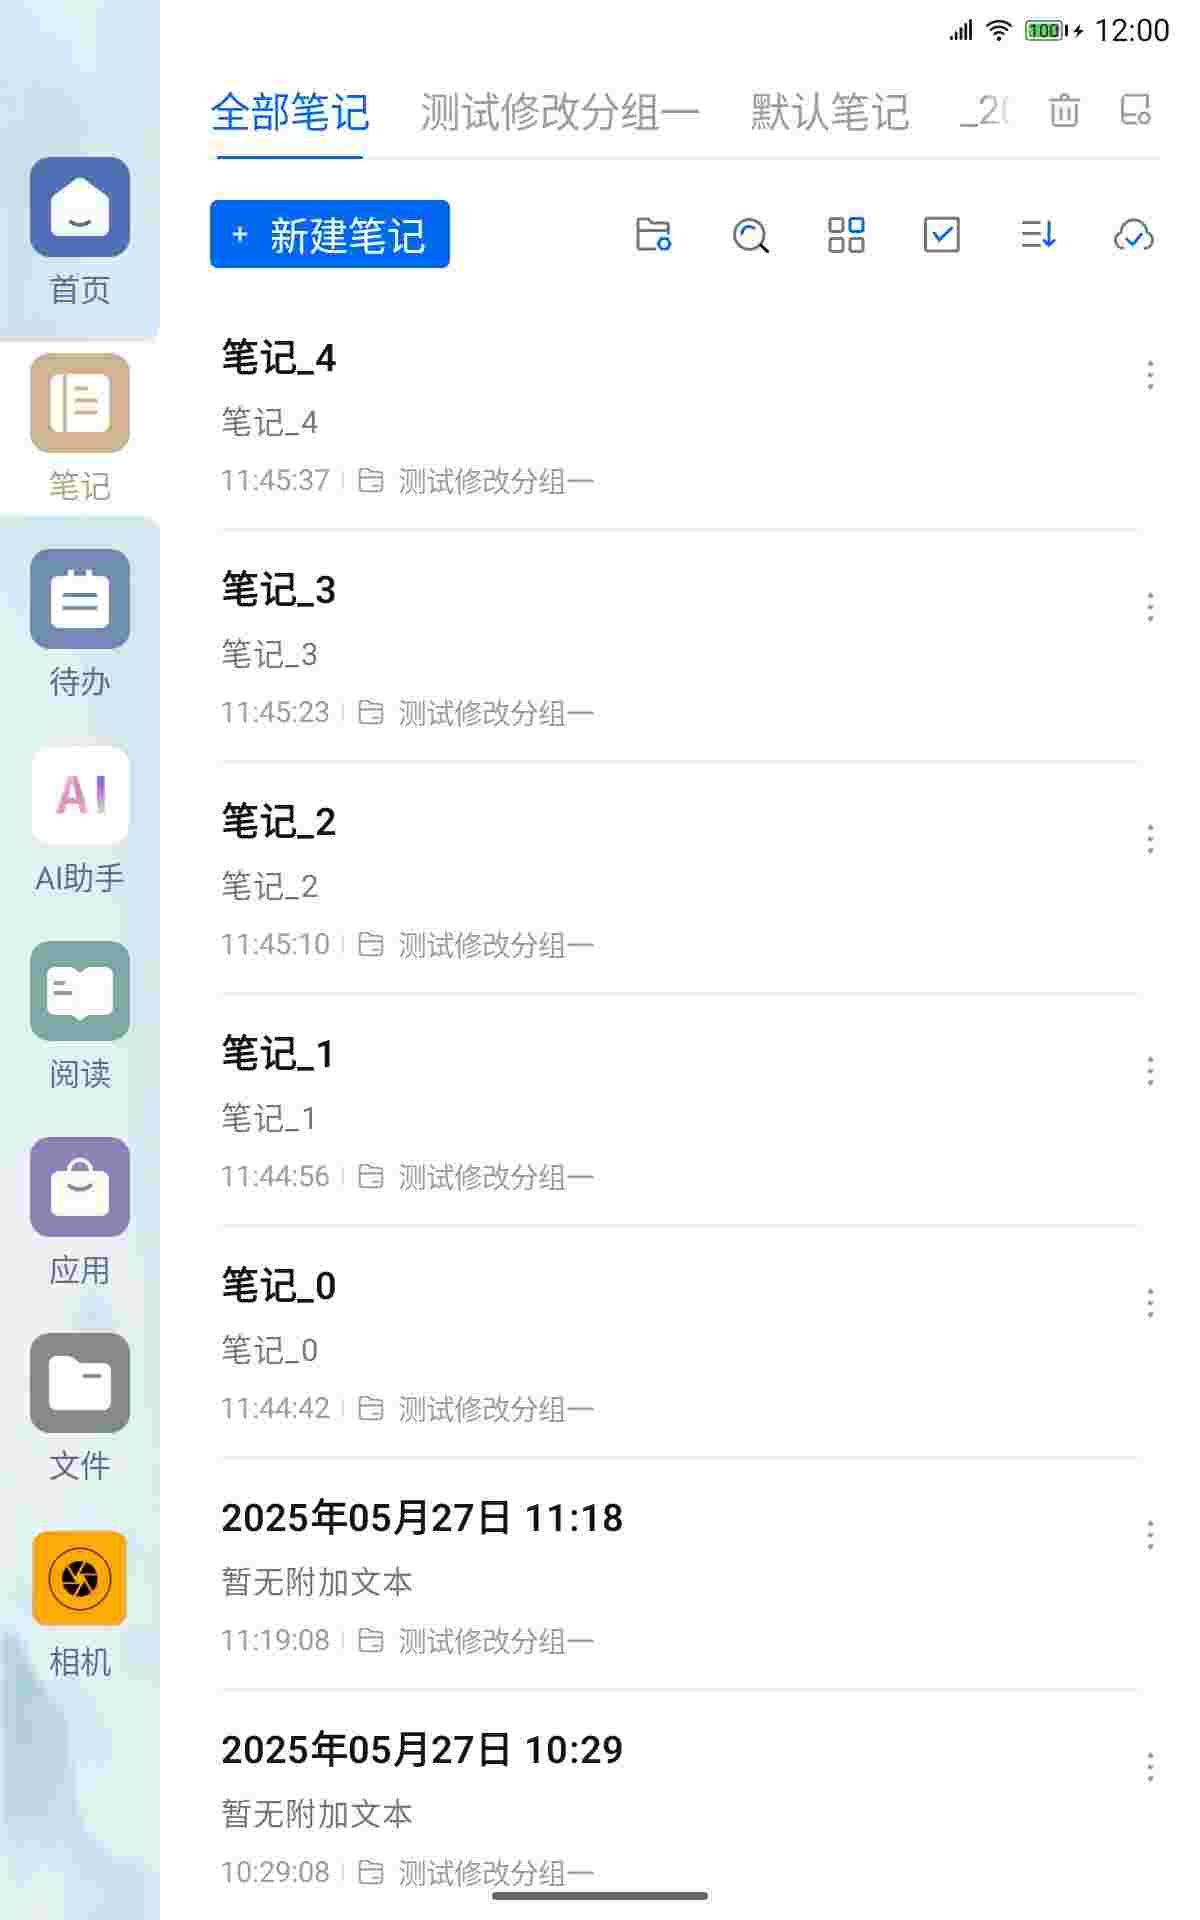 100 12:00
全部笔记 测试修改分组一 默认笔记 _20
首页
+ 新建笔记
笔记
待办
AI
AI助手
阅读
应用
文件
相机
笔记_4
笔记_4
11:45:37 测试修改分组一
笔记_3
笔记_3
11:45:23 测试修改分组一
笔记_2
笔记_2
11:45:10 测试修改分组一
笔记_1
笔记_1
11:44:56 测试修改分组一
笔记_0
笔记_0
11:44:42 测试修改分组一
2025年05月27日 11:18
暂无附加文本
11:19:08 测试修改分组一
2025年05月27日 10:29
暂无附加文本
10:29:08 测试修改分组一